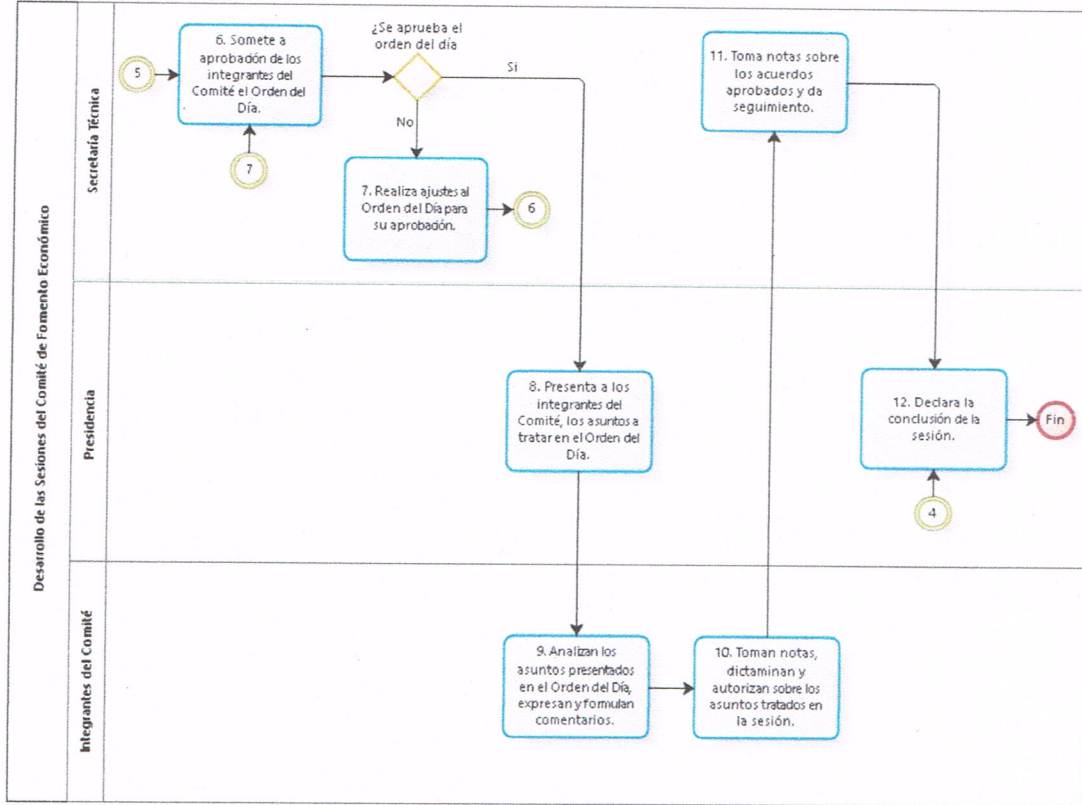 Desarrollo de las Sesiones del Comité de Fomento Económico
Secretaría Técnica
5
6. Somete a
aprobación de los
integrantes del
Comité el Orden del
Día.
7
¿Se aprueba el
orden del día
Si
No
7. Realiza ajustes al
Orden del Día para
su aprobación.
6
11. Toma notas sobre
los acuerdos
aprobados y da
seguimiento.
Presidencia
8. Presenta a los
integrantes del
Comité, los asuntos a
tratar en el Orden del
Día.
12. Declara la
conclusión de la
sesión.
Fin
4
Integrantes del Comité
9. Analizan los
asuntos presentados
en el Orden del Día,
expresan y formulan
comentarios.
10. Toman notas,
dictaminan y
autorizan sobre los
asuntos tratados en
la sesión.